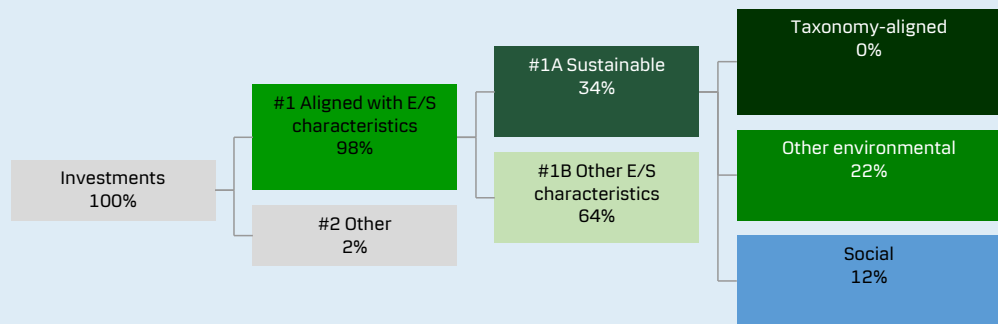 Investments
100%
#1 Aligned with E/S
characteristics
98%
#2 Other
2%
#1A Sustainable
34%
#1B Other E/S
characteristics
64%
Taxonomy-aligned
0%
Other environmental
22%
Social
12%